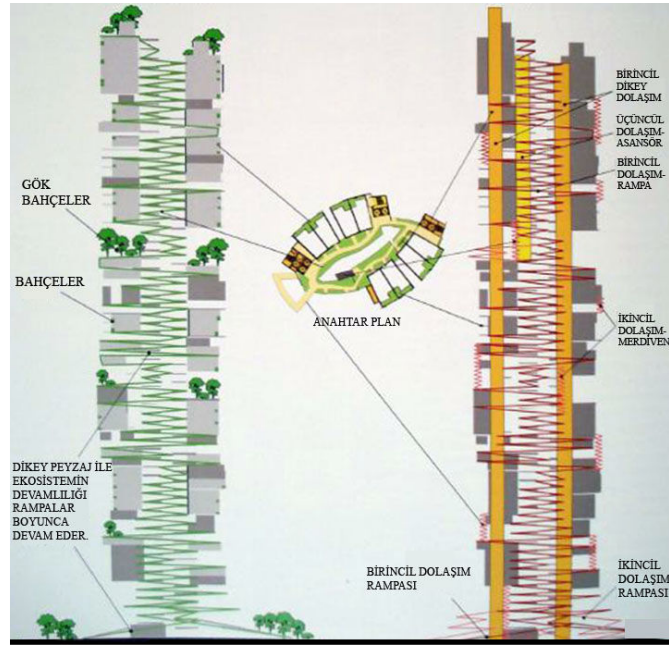 GÖK
BAHÇELER
BAHÇELER
DİKEY PEYZAJ İLE
EKOSİSTEMİN
DEVAMLILIĞI
RAMPALAR
BOYUNCA
DEVAM EDER.
ANAHTAR PLAN
BİRİNCİL
DİKEY
DOLAŞIM
ÜÇÜNCÜL
DOLAŞIM-
ASANSÖR
BİRİNCİL
DOLAŞIM-
RAMPA
İKİNCİL
DOLAŞIM-
MERDİVEN
BİRİNCİL DOLAŞIM
RAMPASI
İKİNCİL
DOLAŞIM
RAMPASI